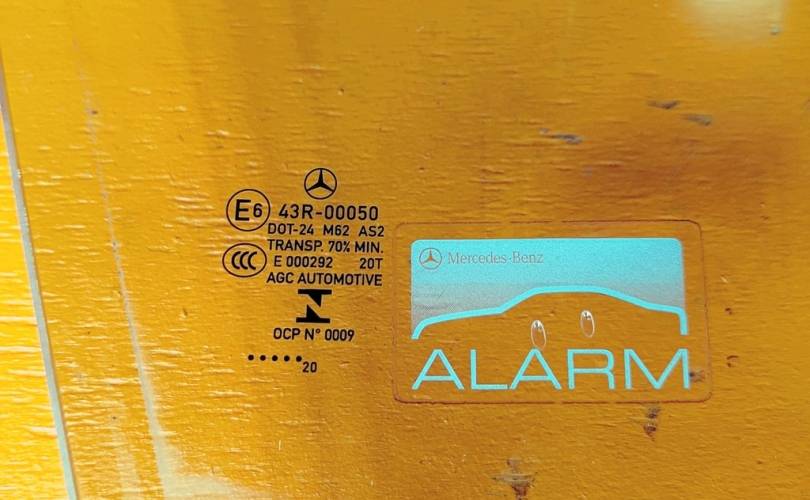 E6 43R-00050
DOT-24 M62 AS2
TRANSP. 70% MIN.
CCC E 000292 20T
AGC AUTOMOTIVE
N
OCP N° 0009
•••••20
Mercedes-Benz
ALARM